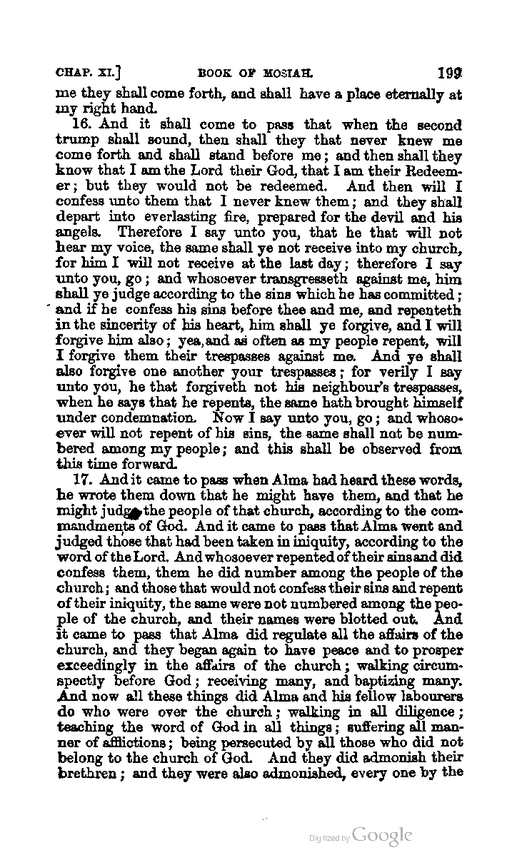 CHAP. XI.] BOOK OF MOSIAH. 199
me they shall come forth, and shall have a place eternally at
my right hand.
16. And it shall come to pass that when the second
trump shall sound, then shall they that never knew me
come forth and shall stand before me; and then shall they
know that I am the Lord their God, that I am their Redeem-
er; but they would not be redeemed. And then will I
confess unto them that I never knew them; and they shall
depart into everlasting fire, prepared for the devil and his
angels. Therefore I say unto you, that he that will not
hear my voice, the same shall ye not receive into my church,
for him I will not receive at the last day; therefore I say
unto you, go; and whosoever transgresseth against me, him
shall ye judge according to the sins which he has committed;
and if he confess his sins before thee and me, and repenteth
in the sincerity of his heart, him shall ye forgive, and I will
forgive him also; yea, and as often as my people repent, will
I forgive them their trespasses against me. And ye shall
also forgive one another your trespasses; for verily I say
unto you, he that forgiveth not his neighbour's trespasses,
when he says that he repents, the same hath brought himself
under condemnation. Now I say unto you, go; and whoso-
ever will not repent of his sins, the same shall not be num-
bered among my people; and this shall be observed from
this time forward.
17. And it came to pass when Alma had heard these words,
he wrote them down that he might have them, and that he
might judge the people of that church, according to the com-
mandments of God. And it came to pass that Alma went and
judged those that had been taken in iniquity, according to the
word of the Lord. And whosoever repented of their sins and did
confess them, them he did number among the people of the
church; and those that would not confess their sins and repent
of their iniquity, the same were not numbered among the peo-
ple of the church, and their names were blotted out. And
it came to pass that Alma did regulate all the affairs of the
church, and they began again to have peace and to prosper
exceedingly in the affairs of the church; walking circum-
spectly before God; receiving many, and baptizing many.
And now all these things did Alma and his fellow labourers
do who were over the church; walking in all diligence;
teaching the word of God in all things; suffering all man-
ner of afflictions; being persecuted by all those who did not
belong to the church of God. And they did admonish their
brethren; and they were also admonished, every one by the
Digitized by Google